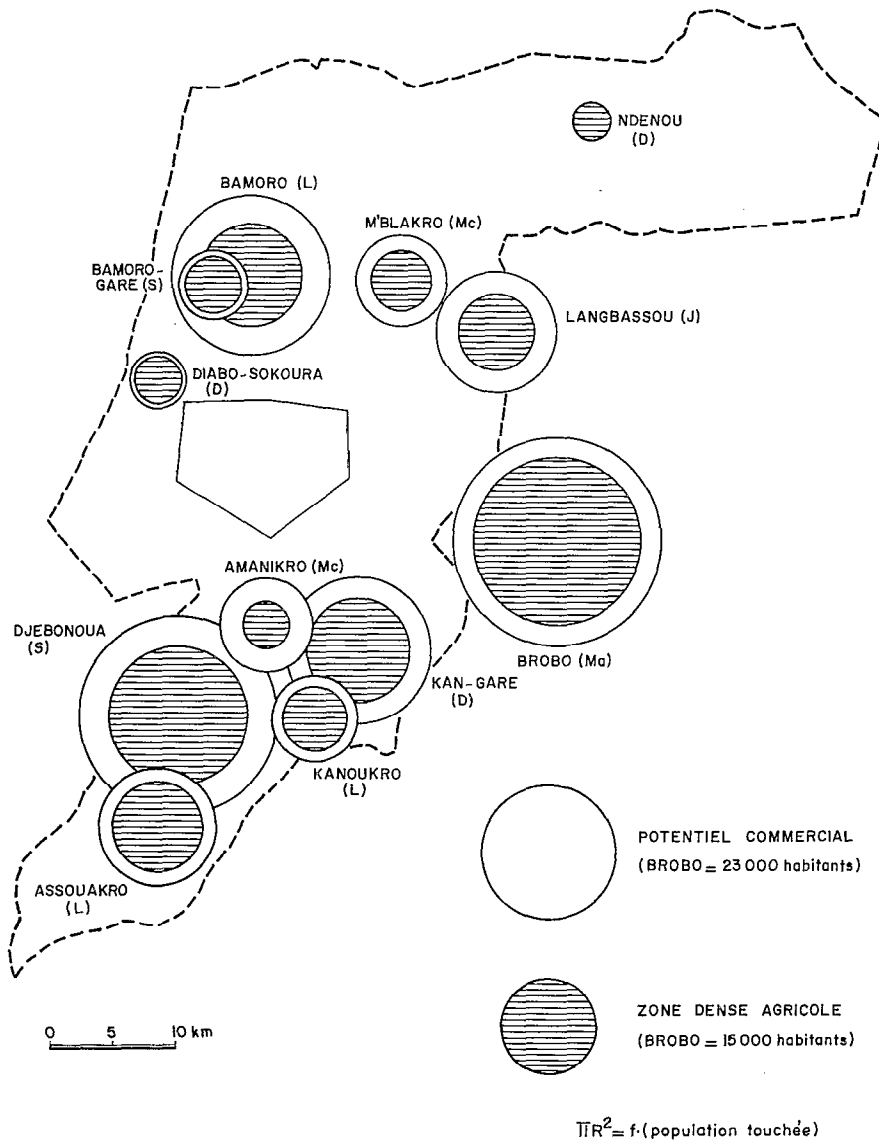 NDENOU
(D)
BAMORO (L)
M'BLAKRO (Mc)
BAMORO-
GARE (S)
LANGBASSOU (J)
DIABO-SOKOURA
(D)
AMANIKRO (Mc)
DJEBONOUA
(S)
BROBO (Ma)
KAN-GARE
(D)
KANOUKRO
(L)
POTENTIEL COMMERCIAL
(BROBO = 23 000 habitants)
ASSOUAKRO
(L)
ZONE DENSE AGRICOLE
(BROBO = 15 000 habitants)
0 5 10 km
ΠR² = f·(population touchée)